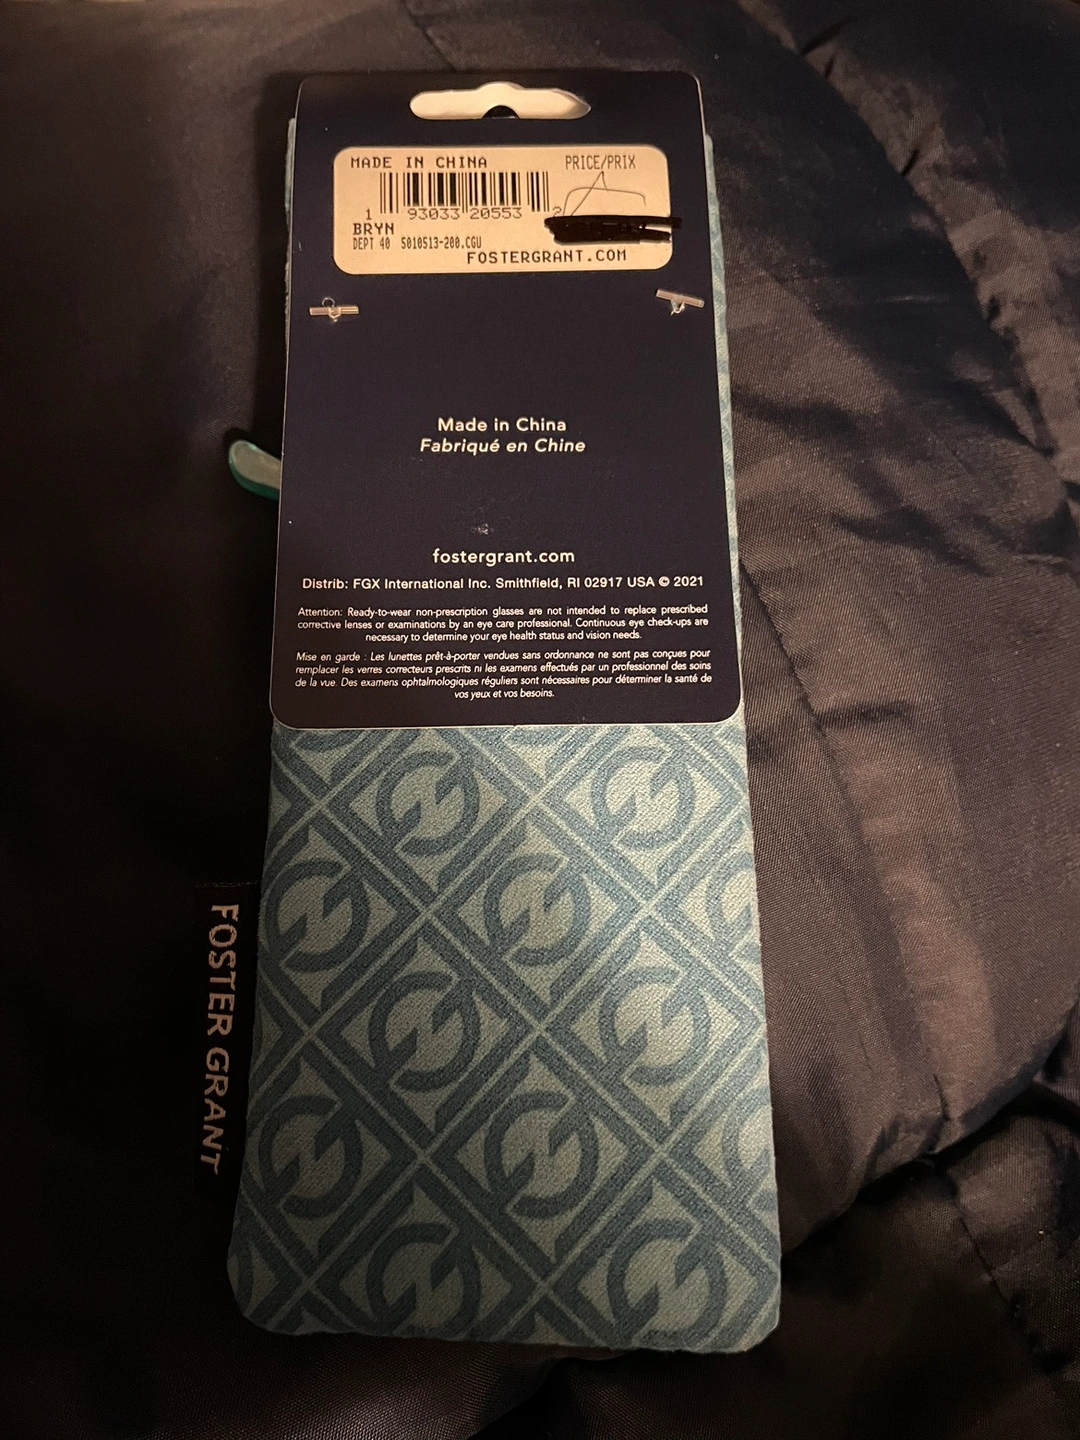 MADE IN CHINA PRICE/PRIX
1 93033 20553 2
BRYN
DEPT 40 5010513-200.CGU
FOSTERGRANT.COM
Made in China
Fabriqué en Chine
fostergrant.com
Distrib: FGX International Inc. Smithfield, RI 02917 USA © 2021
Attention: Ready-to-wear non-prescription glasses are not intended to replace prescribed
corrective lenses or examinations by an eye care professional. Continuous eye check-ups are
necessary to determine your eye health status and vision needs.
Mise en garde : Les lunettes prêt-à-porter vendues sans ordonnance ne sont pas conçues pour
remplacer les verres correcteurs prescrits ni les examens effectués par un professionnel des soins
de la vue. Des examens ophtalmologiques réguliers sont nécessaires pour déterminer la santé de
vos yeux et vos besoins.
FOSTER GRANT